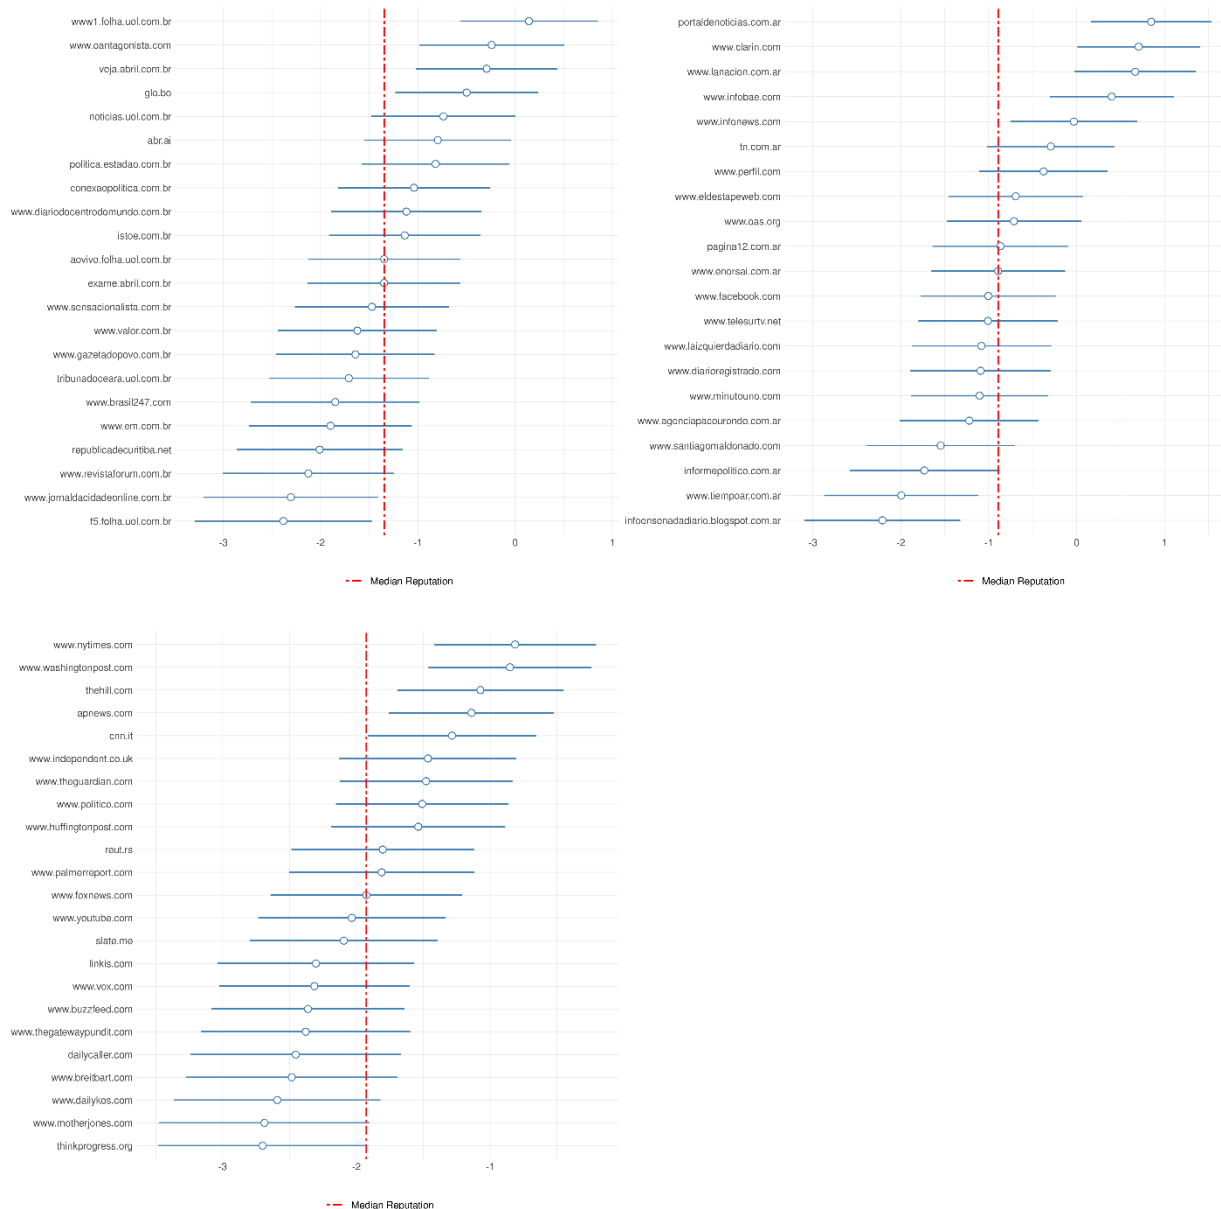 www1.folha.uol.com.br
www.oantagonista.com
veja.abril.com.br
glo.bo
noticias.uol.com.br
abr.ai
politica.estadao.com.br
conexaopolitica.com.br
www.diariodocentrodomundo.com.br
istoe.com.br
aovivo.folha.uol.com.br
exame.abril.com.br
www.sensacionalista.com.br
www.valor.com.br
www.gazetadopovo.com.br
tribunadoceara.uol.com.br
www.brasil247.com
www.em.com.br
republicadecuritiba.net
www.revistaforum.com.br
www.jornaldacidadeonline.com.br
f5.folha.uol.com.br
-3 -2 -1 0 1
Median Reputation
portaldenoticias.com.ar
www.clarin.com
www.lanacion.com.ar
www.infobae.com
www.infonews.com
tn.com.ar
www.perfil.com
www.eldestapeweb.com
www.oas.org
pagina12.com.ar
www.enorsai.com.ar
www.facebook.com
www.telesurtv.net
www.laizquierdadiario.com
www.diarioregistrado.com
www.minutouno.com
www.agenciapacourondo.com.ar
www.santiagomaldonado.com
informepolitico.com.ar
www.tiempoar.com.ar
infoensenadadiario.blogspot.com.ar
-3 -2 -1 0 1
Median Reputation
www.nytimes.com
www.washingtonpost.com
thehill.com
apnews.com
cnn.it
www.independent.co.uk
www.theguardian.com
www.politico.com
www.huffingtonpost.com
reut.rs
www.palmerreport.com
www.foxnews.com
www.youtube.com
slate.me
linkis.com
www.vox.com
www.buzzfeed.com
www.thegatewaypundit.com
dailycaller.com
www.breitbart.com
www.dailykos.com
www.motherjones.com
thinkprogress.org
-3 -2 -1
Median Reputation